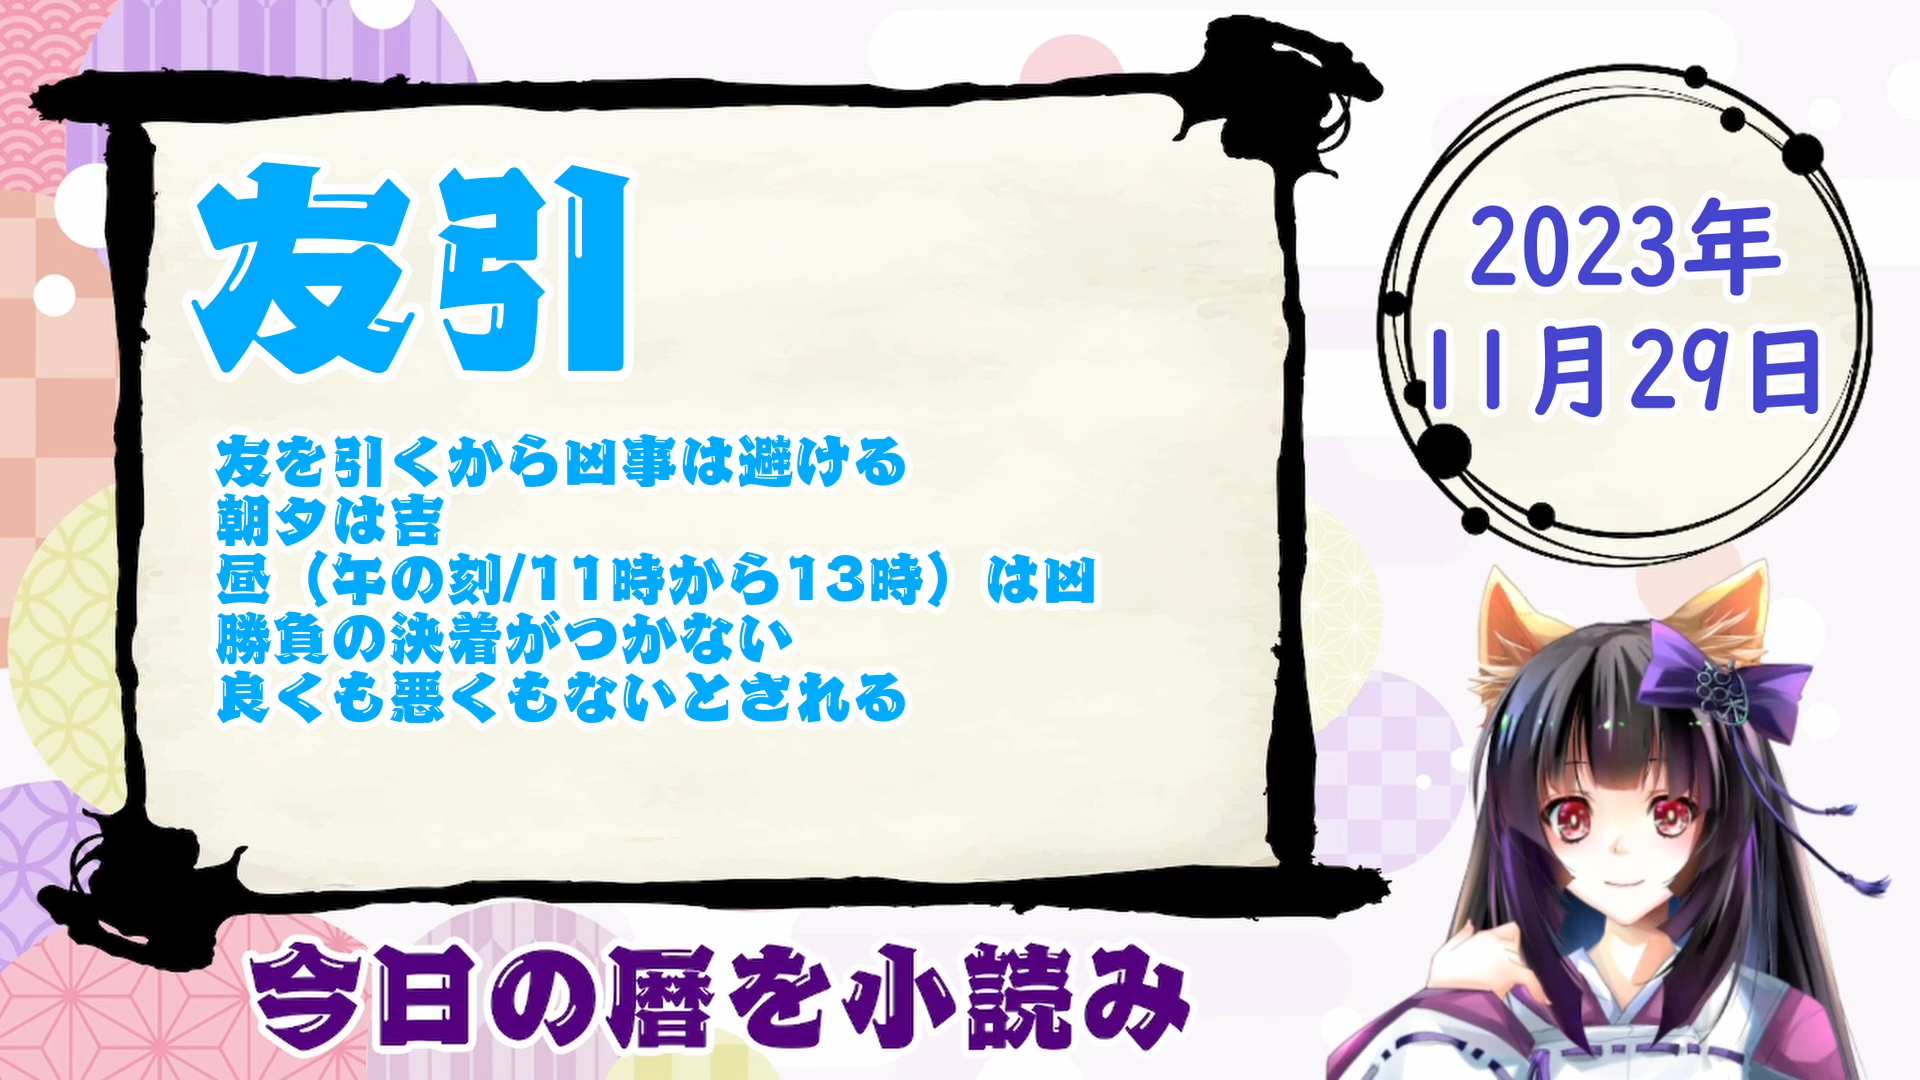 友引
友を引くから凶事は避ける
朝夕は吉
昼（午の刻/11時から13時）は凶
勝負の決着がつかない
良くも悪くもないとされる
2023年
11月29日
今日の暦を小読み